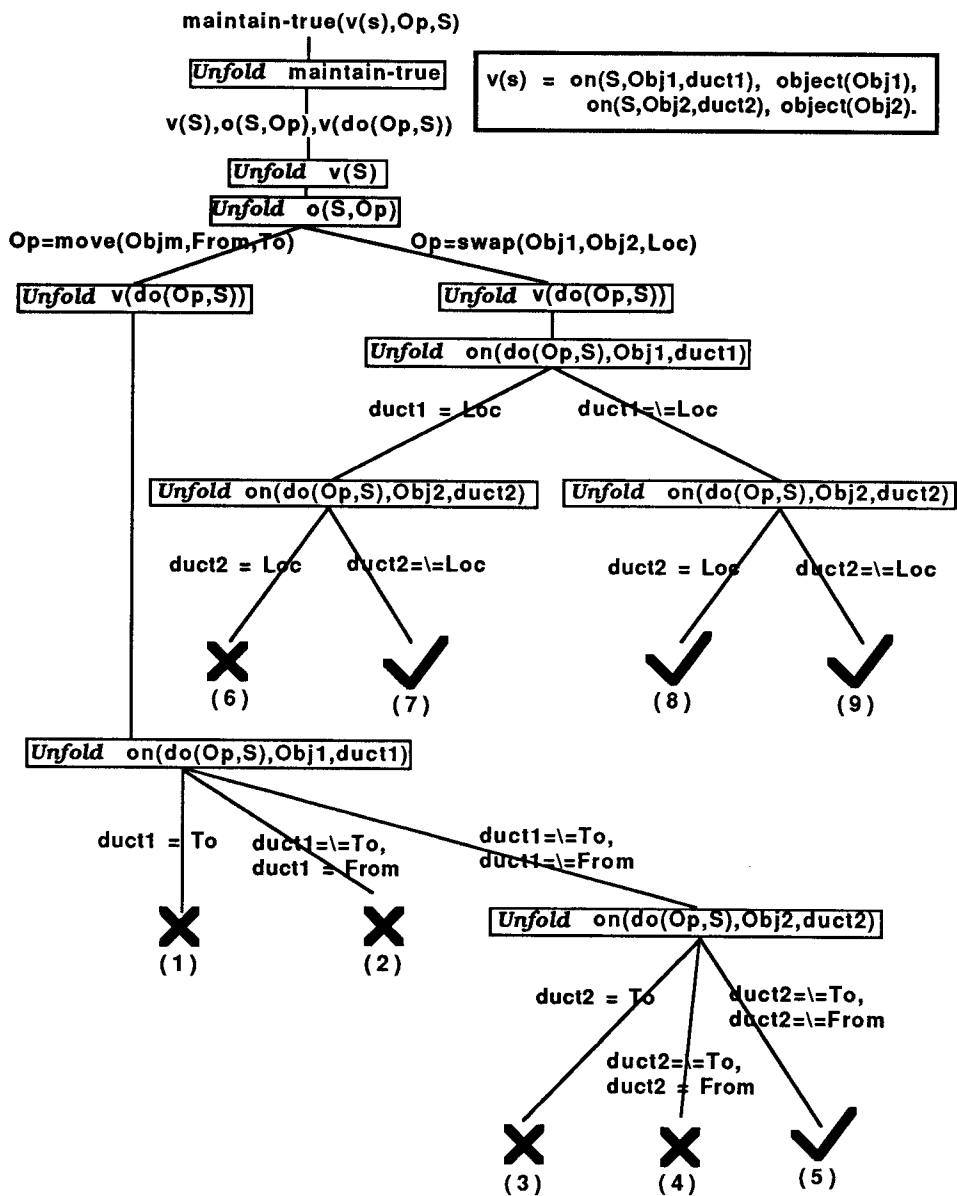 maintain-true(v(s),Op,S)
Unfold maintain-true
v(s) = on(S,Obj1,duct1), object(Obj1),
on(S,Obj2,duct2), object(Obj2).
v(S),o(S,Op),v(do(Op,S))
Unfold v(S)
Unfold o(S,Op)
Op=move(Objm,From,To)
Op=swap(Obj1,Obj2,Loc)
Unfold v(do(Op,S))
Unfold v(do(Op,S))
Unfold on(do(Op,S),Obj1,duct1)
duct1 = Loc
duct1=\=Loc
Unfold on(do(Op,S),Obj2,duct2)
Unfold on(do(Op,S),Obj2,duct2)
duct2 = Loc
duct2=\=Loc
duct2 = Loc
duct2=\=Loc
(6)
(7)
(8)
(9)
Unfold on(do(Op,S),Obj1,duct1)
duct1 = To
duct1=\=To,
duct1 = From
duct1=\=To,
duct1=\=From
(1)
(2)
Unfold on(do(Op,S),Obj2,duct2)
duct2 = To
duct2=\=To,
duct2 = From
duct2=\=To,
duct2=\=From
(3)
(4)
(5)